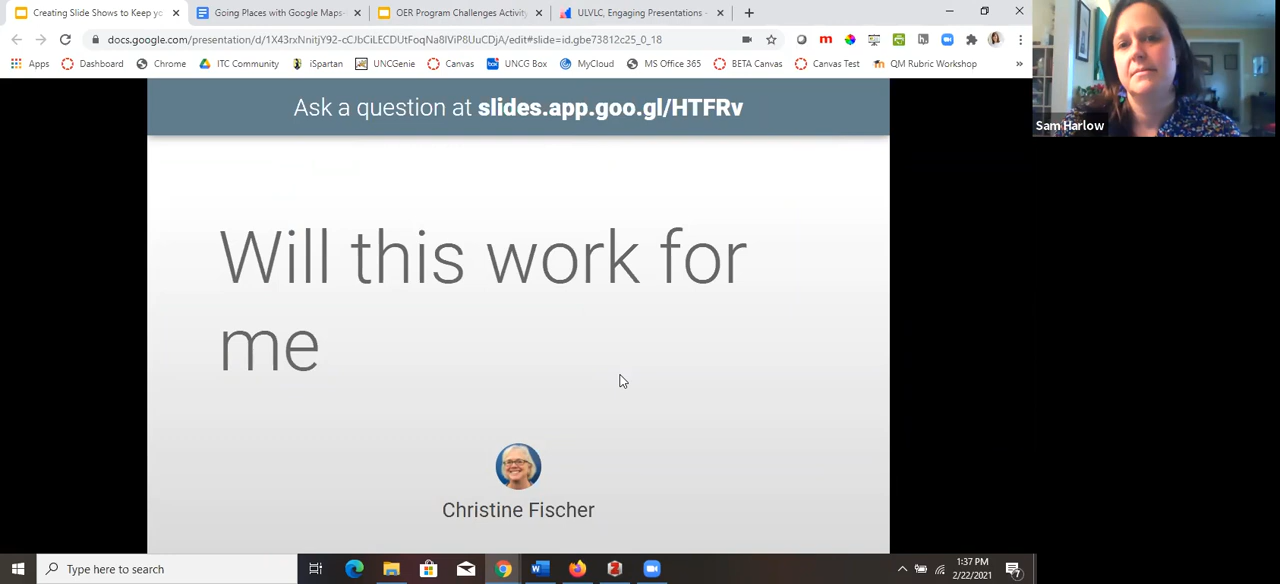 Creating Slide Shows to Keep yo
Going Places with Google Maps-
OER Program Challenges Activity
ULVLC, Engaging Presentations -
docs.google.com/presentation/d/1X43rxNnitjY92-cCJbCiLECDUtFoqNa8lViP8UuCDjA/edit#slide=id.gbe73812c25_0_18
Apps Dashboard Chrome ITC Community iSpartan UNCGenie Canvas UNCG Box MyCloud MS Office 365 BETA Canvas Canvas Test QM Rubric Workshop »
Ask a question at slides.app.goo.gl/HTFRv
Sam Harlow
Will this work for
me
Christine Fischer
Type here to search
1:37 PM
2/22/2021